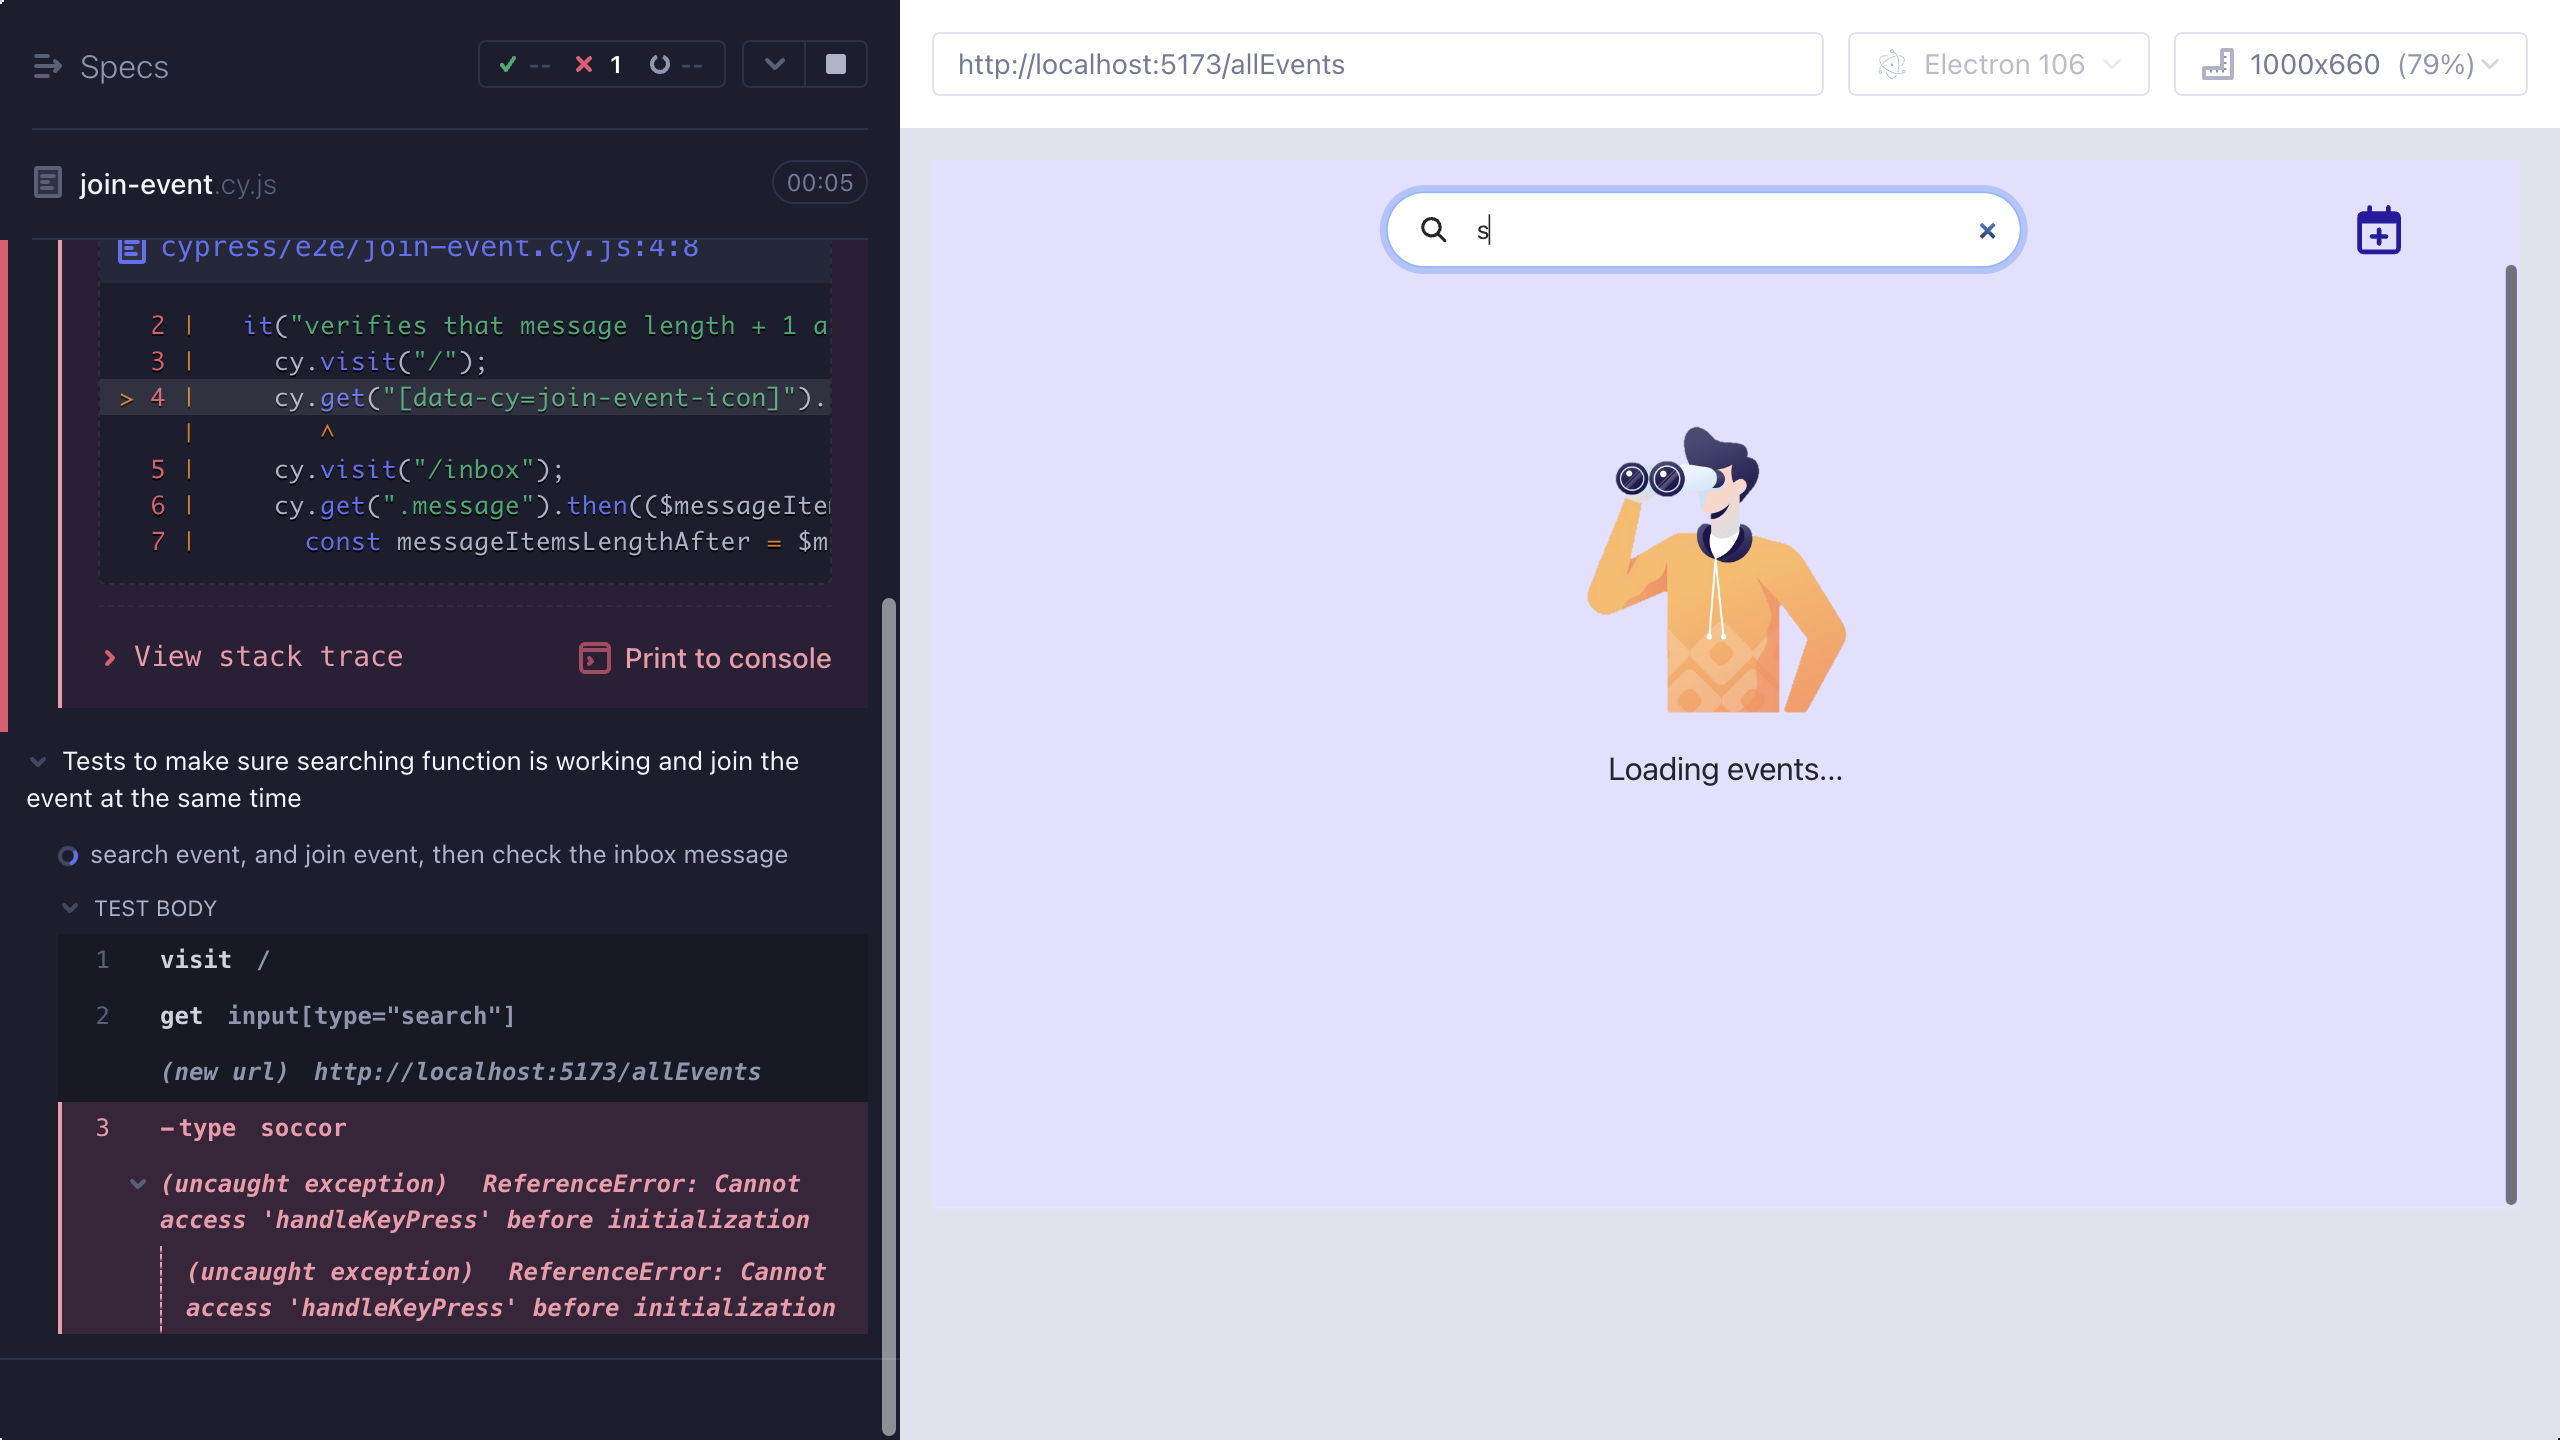 Specs
-- 1 --
join-event.cy.js
00:05
cypress/e2e/join-event.cy.js:4:8
2 | it("verifies that message length + 1 a
3 | cy.visit("/");
> 4 | cy.get("[data-cy=join-event-icon]").
| ^
5 | cy.visit("/inbox");
6 | cy.get(".message").then(($messageIte
7 | const messageItemsLengthAfter = $m
View stack trace
Print to console
Tests to make sure searching function is working and join the
event at the same time
search event, and join event, then check the inbox message
TEST BODY
1 visit /
2 get input[type="search"]
(new url) http://localhost:5173/allEvents
3 -type soccor
(uncaught exception) ReferenceError: Cannot
access 'handleKeyPress' before initialization
(uncaught exception) ReferenceError: Cannot
access 'handleKeyPress' before initialization
http://localhost:5173/allEvents
Electron 106
1000x660 (79%)
s
Loading events...